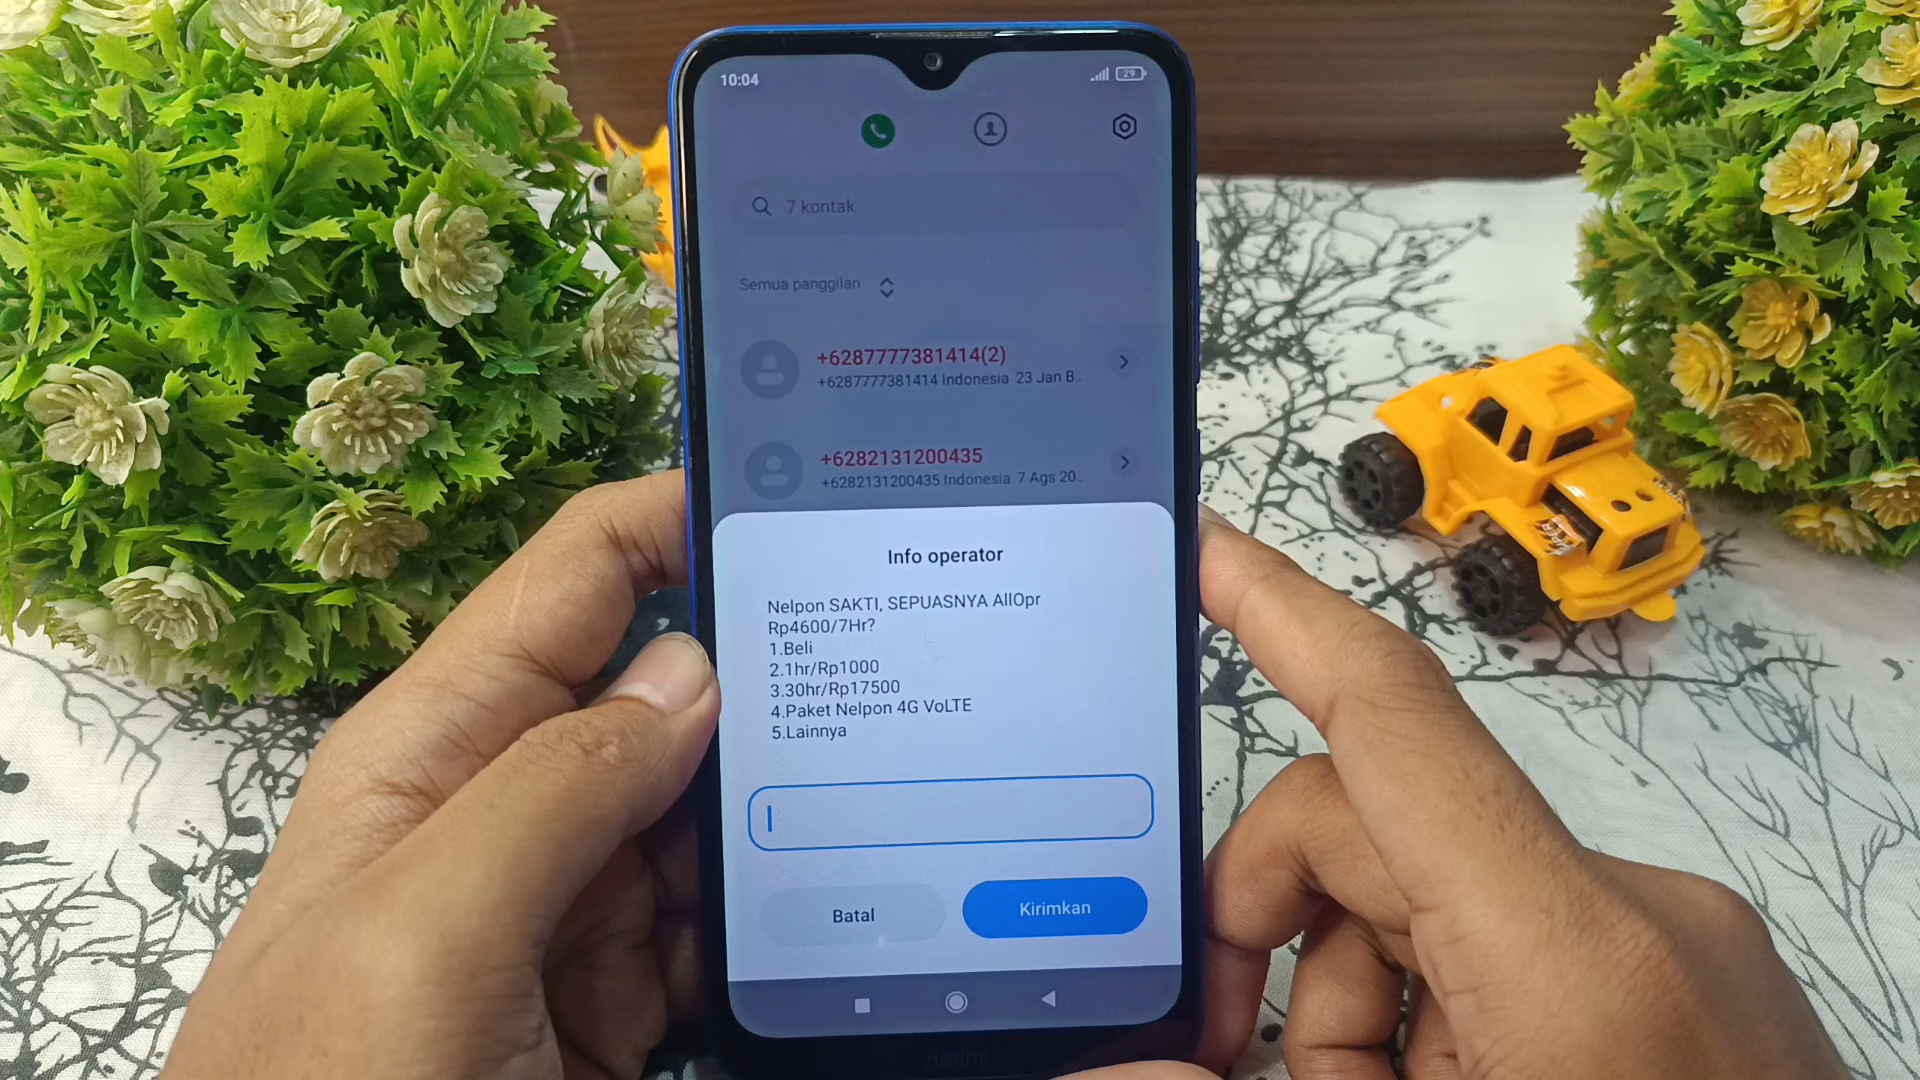 10:04
29
7 kontak
Semua panggilan
+6287777381414(2)
+6287777381414 Indonesia 23 Jan B..
+6282131200435
+6282131200435 Indonesia 7 Ags 20..
Info operator
Nelpon SAKTI, SEPUASNYA AllOpr
Rp4600/7Hr?
1.Beli
2.1hr/Rp1000
3.30hr/Rp17500
4.Paket Nelpon 4G VoLTE
5.Lainnya
Batal
Kirimkan
Redmi